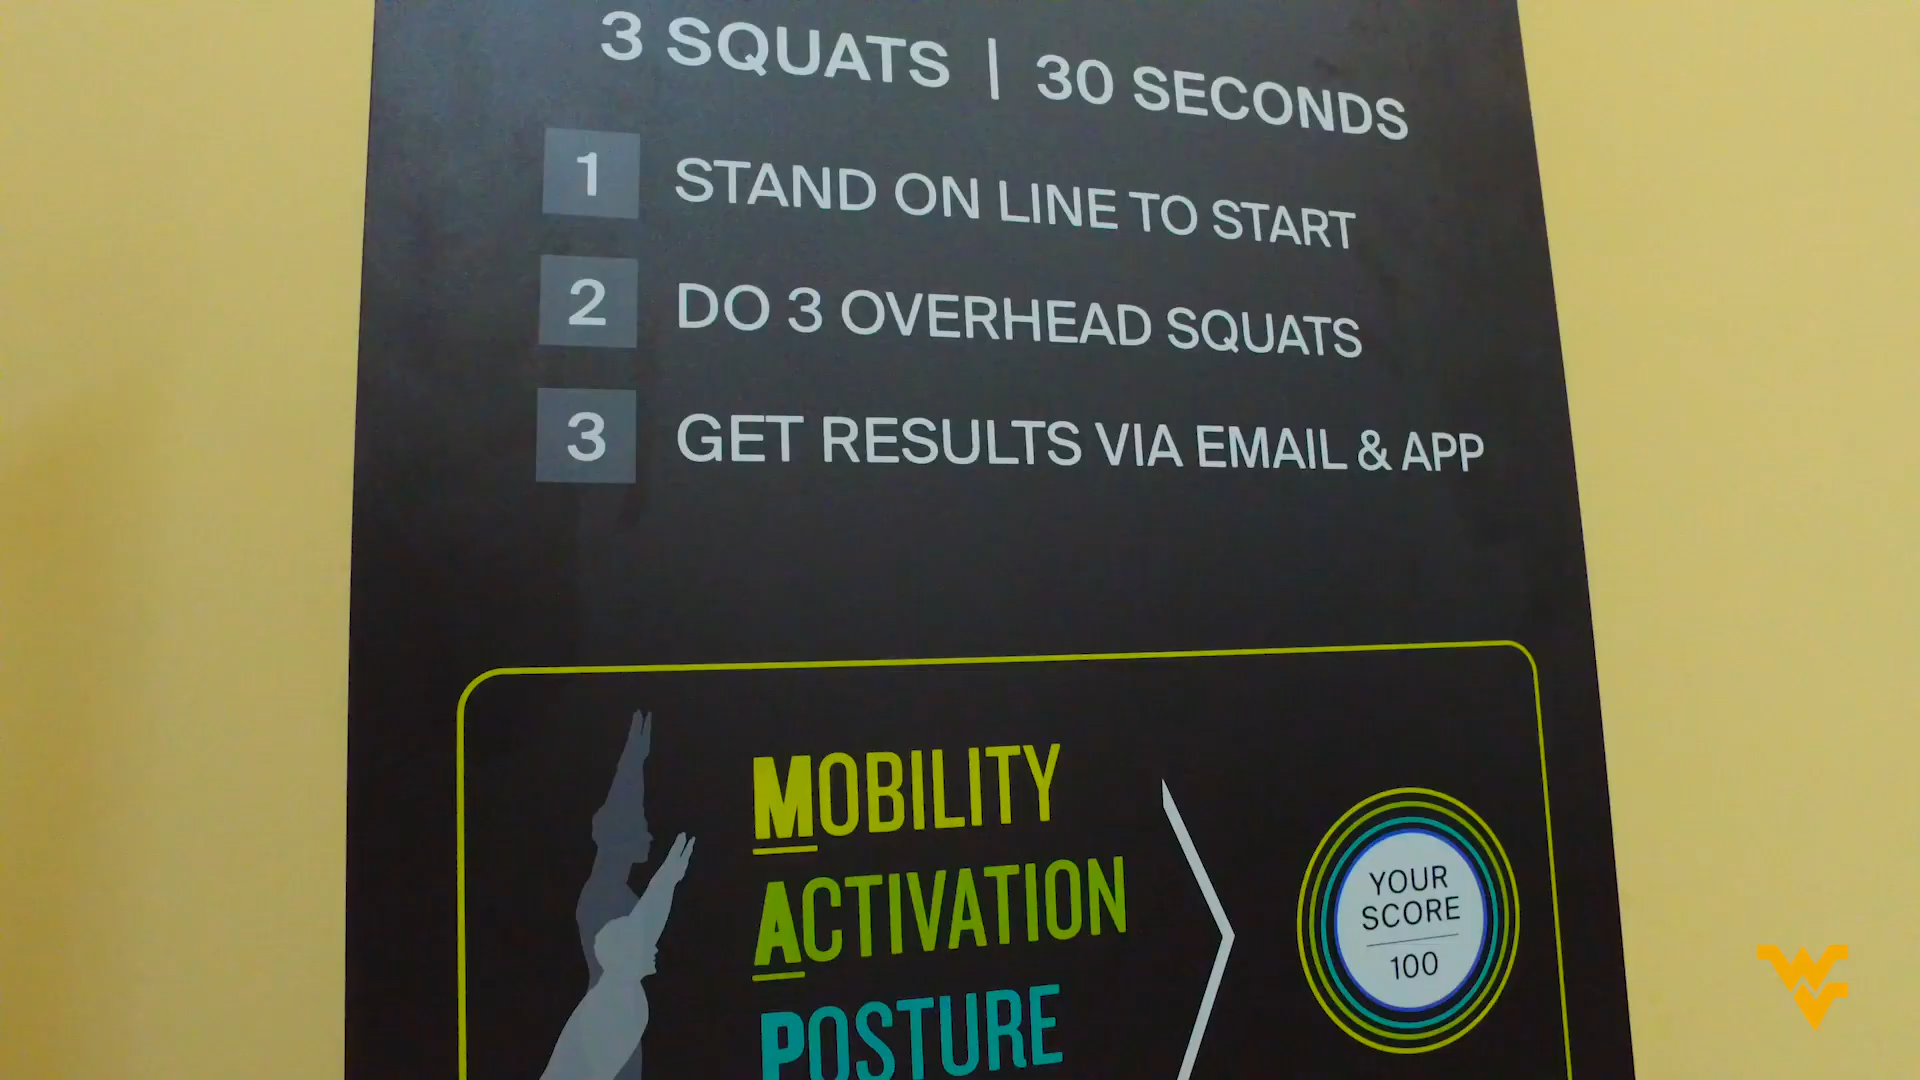 3 SQUATS | 30 SECONDS
1 STAND ON LINE TO START
2 DO 3 OVERHEAD SQUATS
3 GET RESULTS VIA EMAIL & APP
MOBILITY
ACTIVATION
POSTURE
YOUR
SCORE
100
WV